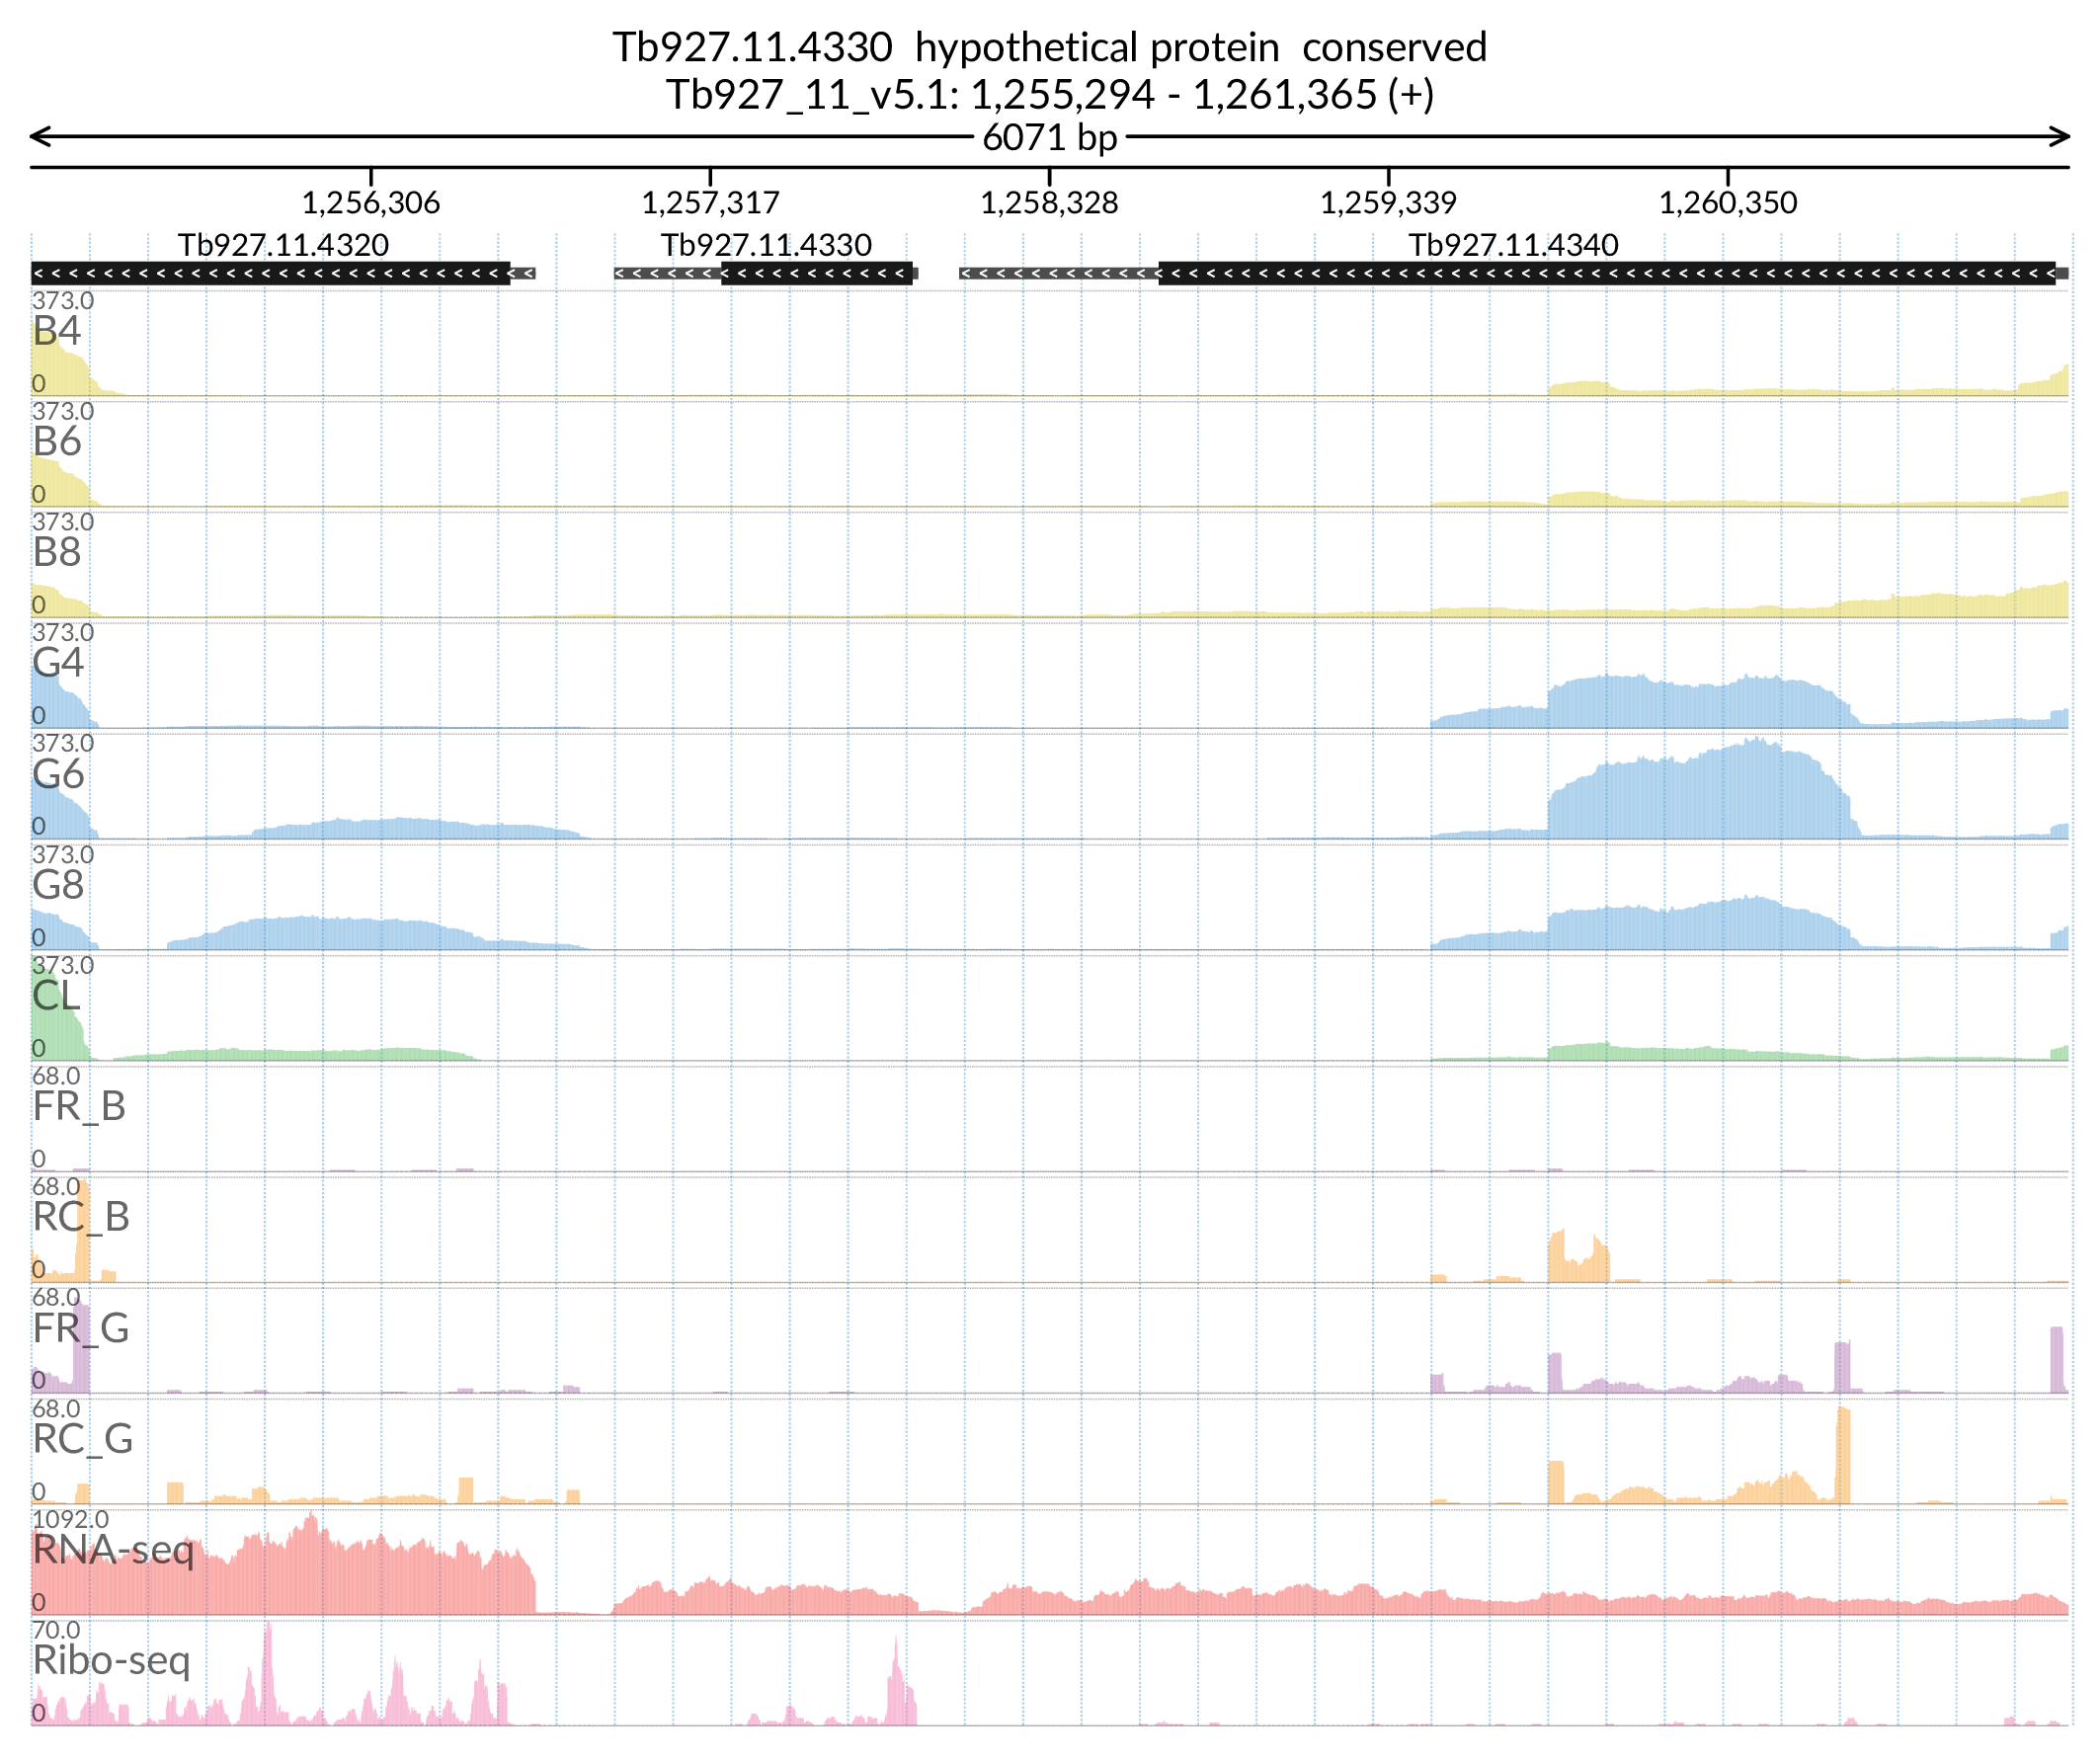 Tb927.11.4330 hypothetical protein conserved
Tb927_11_v5.1: 1,255,294 - 1,261,365 (+)
6071 bp
1,256,306 1,257,317 1,258,328 1,259,339 1,260,350
Tb927.11.4320 Tb927.11.4330 Tb927.11.4340
373.0
B4
0
373.0
B6
0
373.0
B8
0
373.0
G4
0
373.0
G6
0
373.0
G8
0
373.0
CL
0
68.0
FR_B
0
68.0
RC_B
0
68.0
FR_G
0
68.0
RC_G
0
1092.0
RNA-seq
0
70.0
Ribo-seq
0